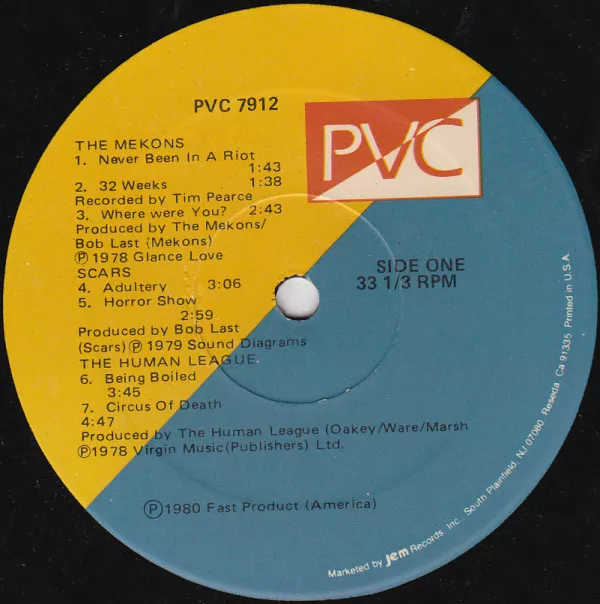 PVC 7912
PVC
THE MEKONS
1. Never Been In A Riot
1:43
2. 32 Weeks 1:38
Recorded by Tim Pearce
3. Where were You? 2:43
Produced by The Mekons/
Bob Last (Mekons)
Ⓟ 1978 Glance Love
SCARS
4. Adultery 3:06
5. Horror Show
2:59
Produced by Bob Last
(Scars) Ⓟ 1979 Sound Diagrams
THE HUMAN LEAGUE.
6. Being Boiled
3:45
7. Circus Of Death
4:47
Produced by The Human League (Oakey/Ware/Marsh
Ⓟ1978 Virgin Music(Publishers) Ltd.
SIDE ONE
33 1/3 RPM
Ⓟ1980 Fast Product (America)
Marketed by Jem Records, Inc. South Plainfield, NJ 07080, Reseda, Ca 91335 Printed in U.S.A.